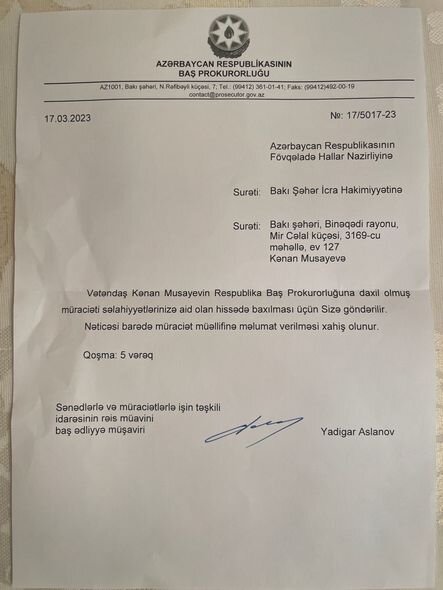 AZƏRBAYCAN RESPUBLİKASININ
BAŞ PROKURORLUĞU
AZ1001, Bakı şəhəri, N.Rəfibəyli küçəsi, 7; Tel.: (99412) 361-01-41; Faks: (99412)492-00-19
contact@prosecutor.gov.az
17.03.2023
№: 17/5017-23
Azərbaycan Respublikasının
Fövqəladə Hallar Nazirliyinə
Surəti: Bakı Şəhər İcra Hakimiyyətinə
Surəti: Bakı şəhəri, Binəqədi rayonu,
Mir Cəlal küçəsi, 3169-cu
məhəllə, ev 127
Kənan Musayevə
Vətəndaş Kənan Musayevin Respublika Baş Prokurorluğuna daxil olmuş
müraciəti səlahiyyətlərinizə aid olan hissədə baxılması üçün Sizə göndərilir.
Nəticəsi barədə müraciət müəllifinə məlumat verilməsi xahiş olunur.
Qoşma: 5 vərəq
Sənədlərlə və müraciətlərlə işin təşkili
idarəsinin rəis müavini
baş ədliyyə müşaviri
Yadigar Aslanov